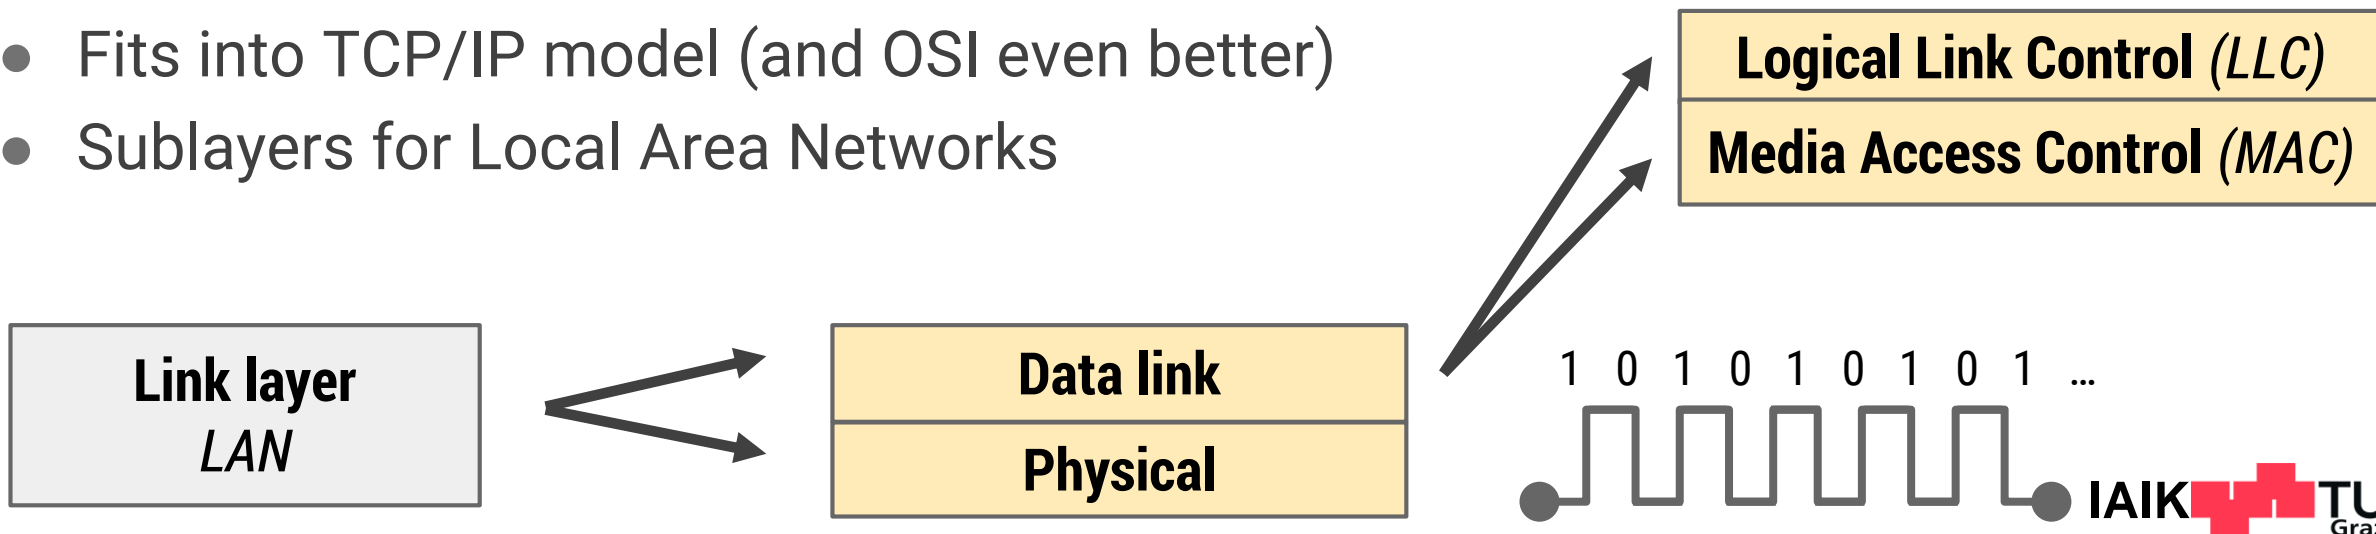 Fits into TCP/IP model (and OSI even better)
Sublayers for Local Area Networks
Logical Link Control (LLC)
Media Access Control (MAC)
Link layer
LAN
Data link
Physical
1 0 1 0 1 0 1 0 1 ...
IAIK
TU